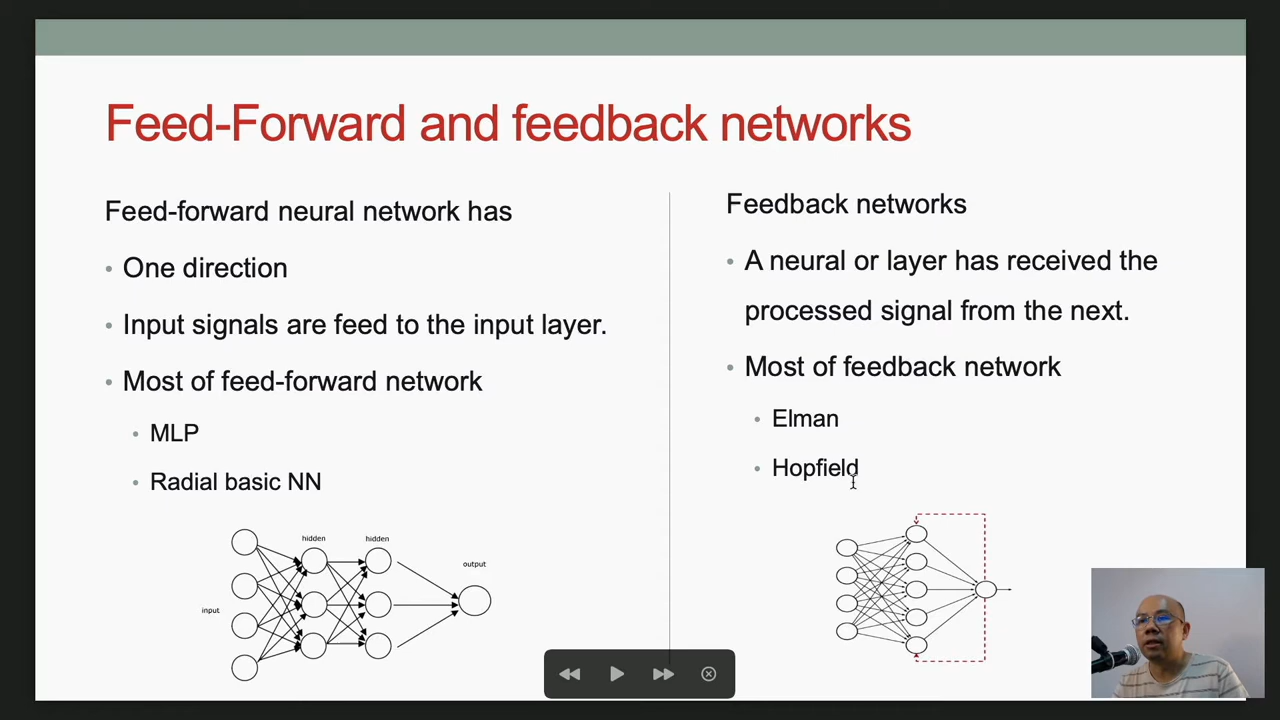 Feed-Forward and feedback networks
Feed-forward neural network has
• One direction
• Input signals are feed to the input layer.
• Most of feed-forward network
• MLP
• Radial basic NN
input
hidden
hidden
output
Feedback networks
• A neural or layer has received the
processed signal from the next.
• Most of feedback network
• Elman
• Hopfield